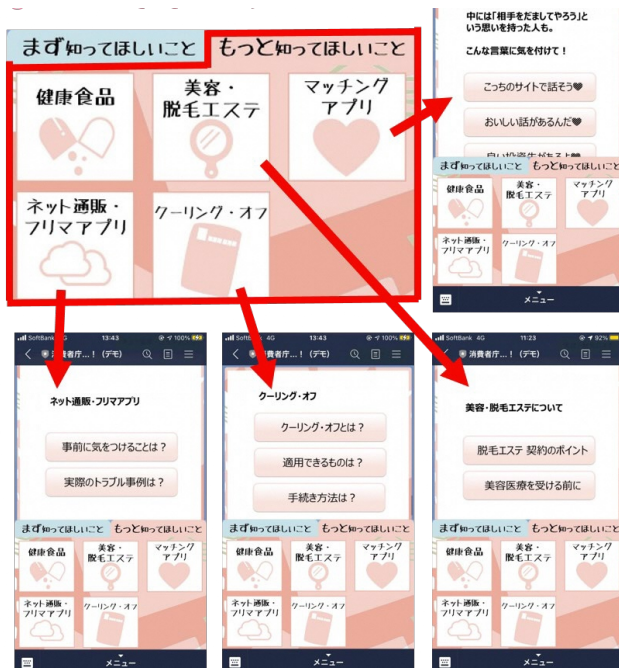 まず知ってほしいこと
もっと知ってほしいこと
健康食品
美容・
脱毛エステ
マッチング
アプリ
ネット通販・
フリマアプリ
クーリング・オフ
中には「相手をだましてやろう」と
いう思いを持った人も。
こんな言葉に気を付けて！
こっちのサイトで話そう♥
おいしい話があるんだ♥
まず知ってほしいこと
もっと知ってほしいこと
健康食品
美容・
脱毛エステ
マッチング
アプリ
ネット通販・
フリマアプリ
クーリング・オフ
メニュー
SoftBank 4G 13:43 100%
消費者庁...！（デモ）
ネット通販・フリマアプリ
事前に気をつけることは？
実際のトラブル事例は？
まず知ってほしいこと
もっと知ってほしいこと
健康食品
美容・
脱毛エステ
マッチング
アプリ
ネット通販・
フリマアプリ
クーリング・オフ
メニュー
SoftBank 4G 13:43 100%
消費者庁...！（デモ）
クーリング・オフ
クーリング・オフとは？
適用できるものは？
手続き方法は？
まず知ってほしいこと
もっと知ってほしいこと
健康食品
美容・
脱毛エステ
マッチング
アプリ
ネット通販・
フリマアプリ
クーリング・オフ
メニュー
SoftBank 4G 11:23 92%
消費者庁...！（デモ）
美容・脱毛エステについて
脱毛エステ 契約のポイント
美容医療を受ける前に
まず知ってほしいこと
もっと知ってほしいこと
健康食品
美容・
脱毛エステ
マッチング
アプリ
ネット通販・
フリマアプリ
クーリング・オフ
メニュー